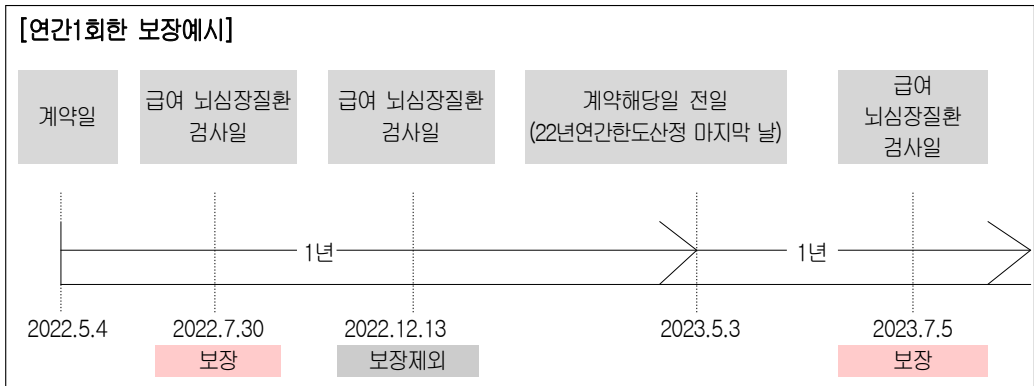 [연간1회한 보장예시]
계약일
급여 뇌심장질환
검사일
급여 뇌심장질환
검사일
계약해당일 전일
(22년연간한도산정 마지막 날)
급여
뇌심장질환
검사일
1년
1년
2022.5.4
2022.7.30
2022.12.13
2023.5.3
2023.7.5
보장
보장제외
보장